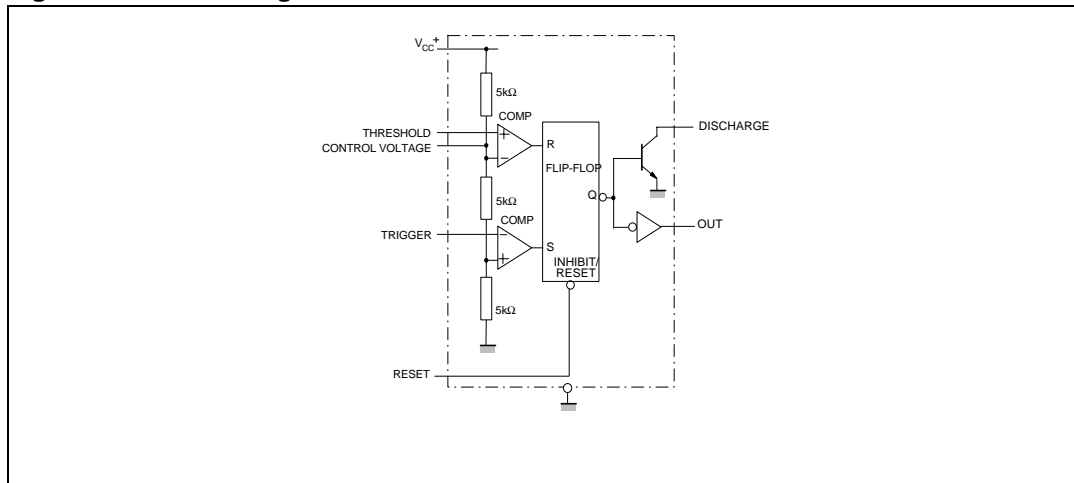 VCC+
5kΩ
COMP
THRESHOLD
+
R
DISCHARGE
CONTROL VOLTAGE
−
FLIP-FLOP
Q
5kΩ
COMP
OUT
TRIGGER
−
S
+
INHIBIT/
RESET
5kΩ
RESET